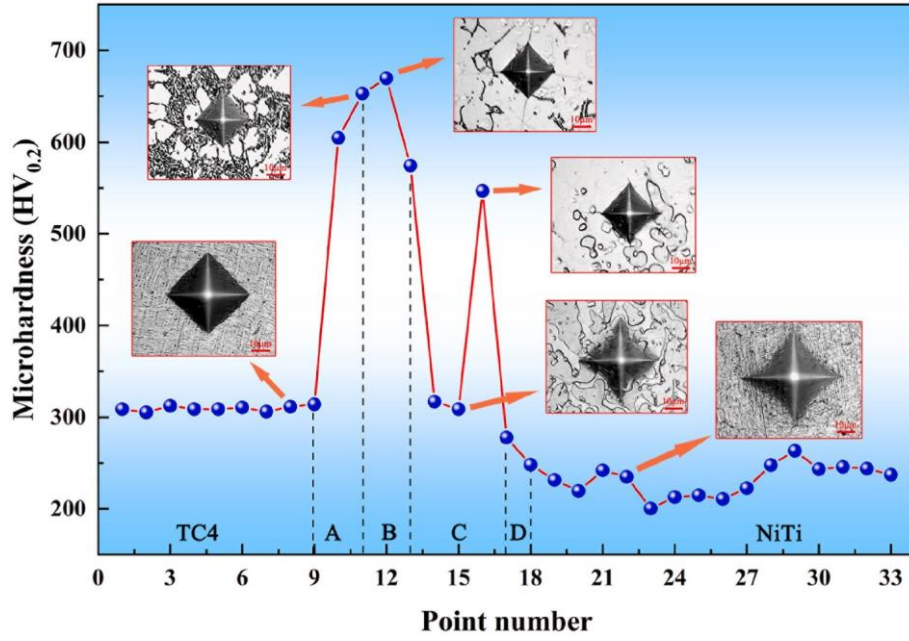 Microhardness (HV0.2)
700
600
500
400
300
200
10μm
10μm
10μm
10μm
10μm
10μm
TC4
A
B
C
D
NiTi
0
3
6
9
12
15
18
21
24
27
30
33
Point number